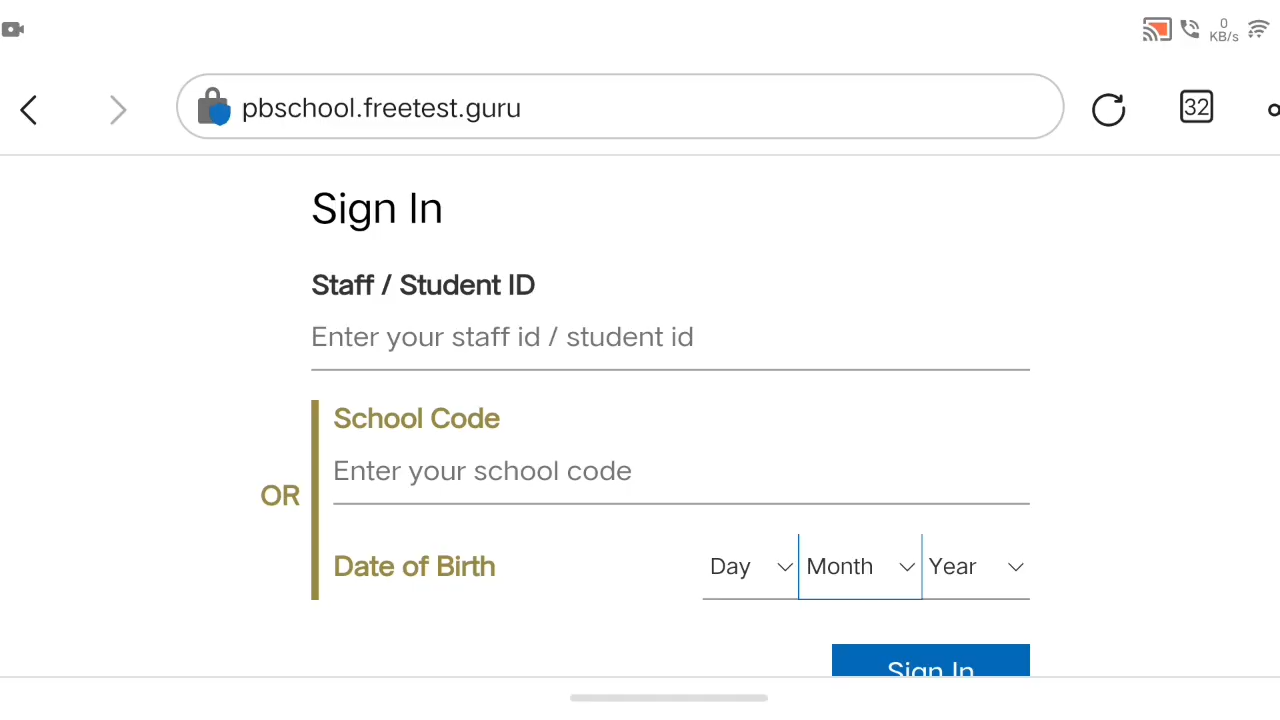 0
KB/s
pbschool.freetest.guru
32
Sign In
Staff / Student ID
Enter your staff id / student id
School Code
Enter your school code
OR
Date of Birth
Day
Month
Year
Sign In